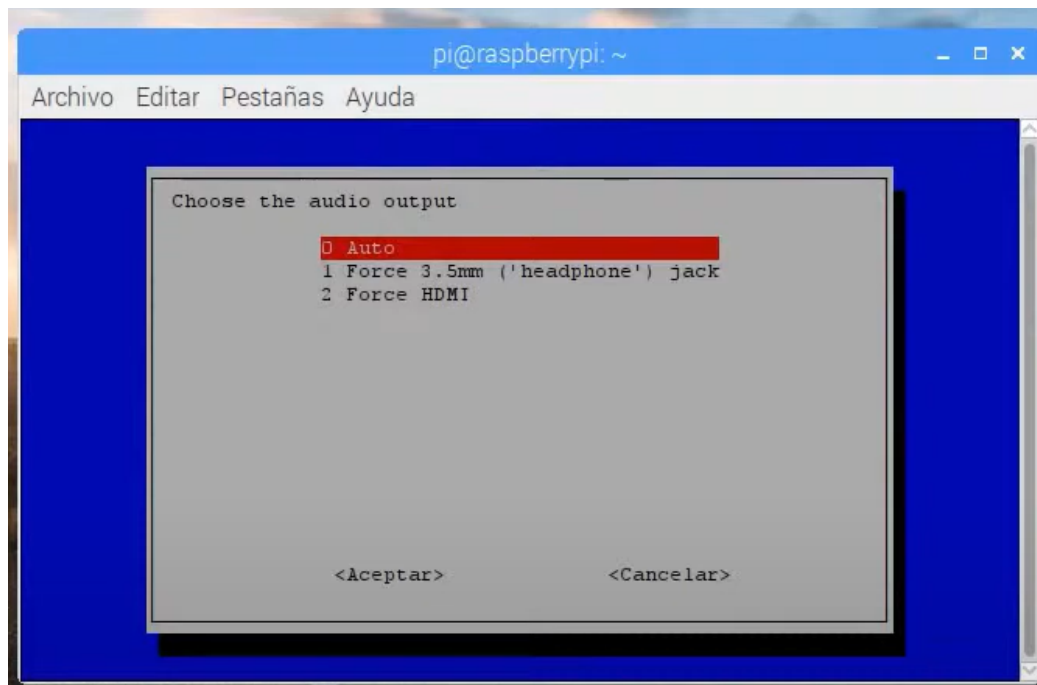 pi@raspberrypi: ~
Archivo Editar Pestañas Ayuda
Choose the audio output
0 Auto
1 Force 3.5mm ('headphone') jack
2 Force HDMI
<Aceptar> <Cancelar>